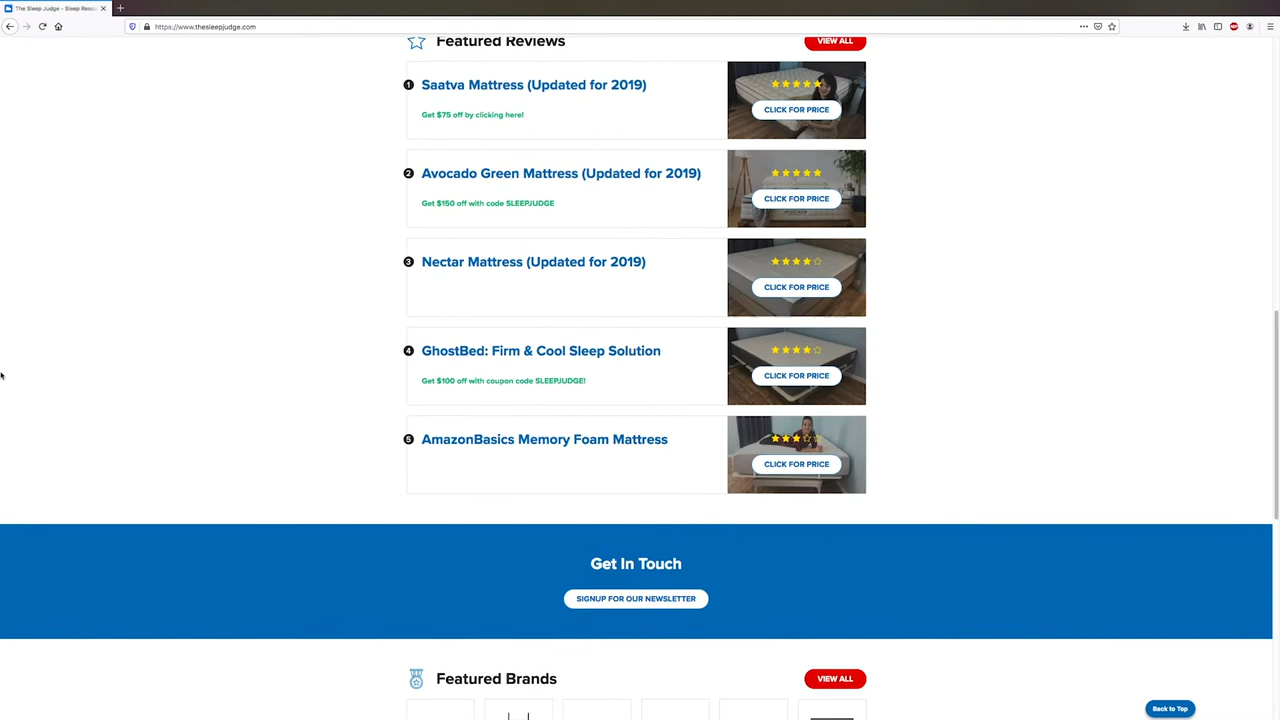 The Sleep Judge - Sleep Resou
https://www.thesleepjudge.com
Featured Reviews
VIEW ALL
1
Saatva Mattress (Updated for 2019)
Get $75 off by clicking here!
CLICK FOR PRICE
2
Avocado Green Mattress (Updated for 2019)
Get $150 off with code SLEEPJUDGE
CLICK FOR PRICE
3
Nectar Mattress (Updated for 2019)
CLICK FOR PRICE
4
GhostBed: Firm & Cool Sleep Solution
Get $100 off with coupon code SLEEPJUDGE!
CLICK FOR PRICE
5
AmazonBasics Memory Foam Mattress
CLICK FOR PRICE
Get In Touch
SIGNUP FOR OUR NEWSLETTER
Featured Brands
VIEW ALL
Back to Top